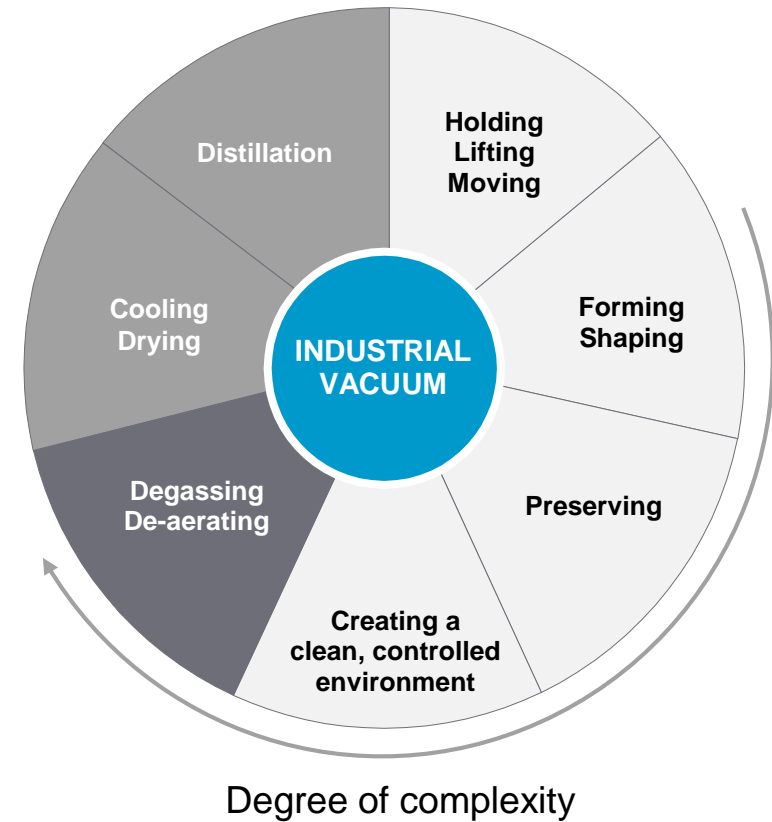 Holding
Lifting
Moving
Forming
Shaping
Preserving
Creating a
clean, controlled
environment
Degassing
De-aerating
Cooling
Drying
Distillation
INDUSTRIAL
VACUUM
Degree of complexity